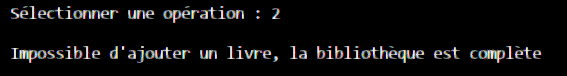 Sélectionner une opération : 2
Impossible d'ajouter un livre, la bibliothèque est complète